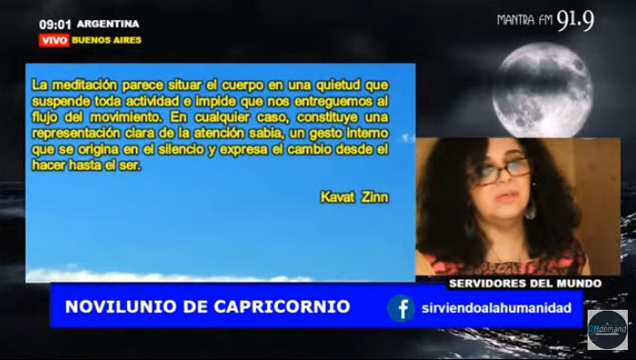 09:01 ARGENTINA
VIVO BUENOS AIRES
MANTRA FM 91.9
La meditación parece situar el cuerpo en una quietud que
suspende toda actividad e impide que nos entreguemos al
flujo del movimiento. En cualquier caso, constituye una
representación clara de la atención sabia, un gesto interno
que se origina en el silencio y expresa el cambio desde el
hacer hasta el ser.
Kavat Zinn
SERVIDORES DEL MUNDO
NOVILUNIO DE CAPRICORNIO
f sirviendoalahumanidad